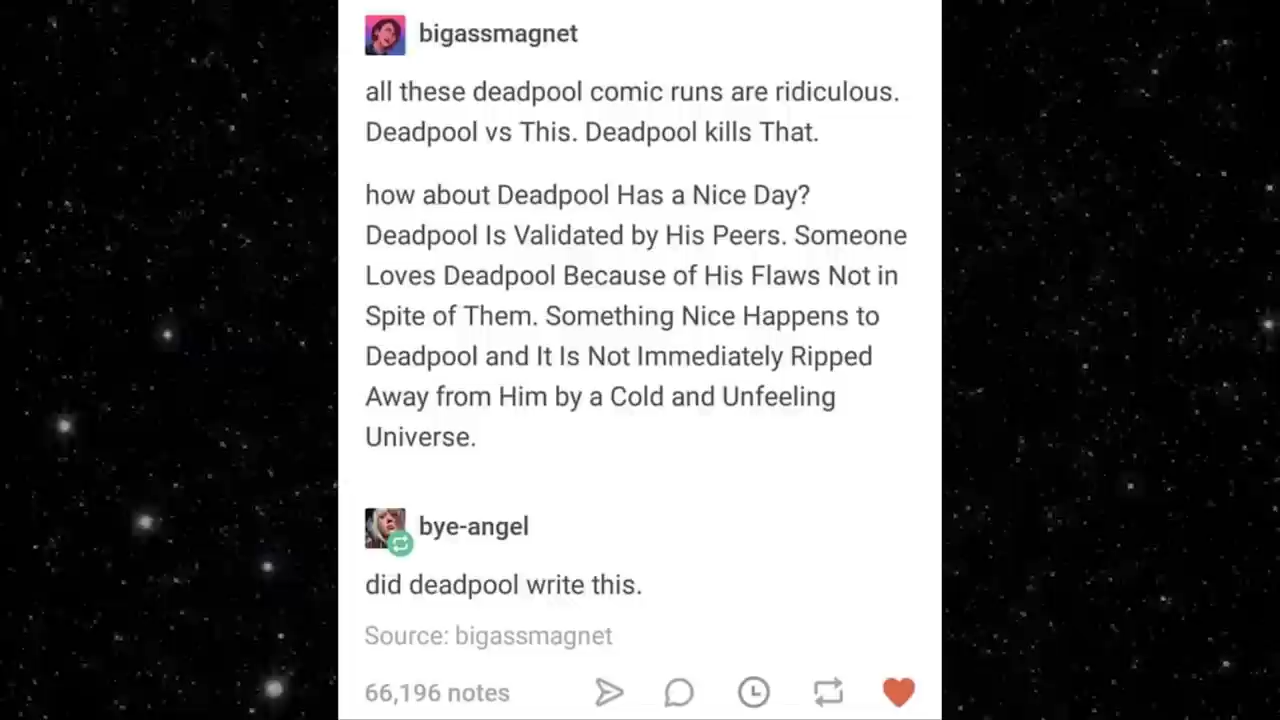 bigassmagnet
all these deadpool comic runs are ridiculous.
Deadpool vs This. Deadpool kills That.
how about Deadpool Has a Nice Day?
Deadpool Is Validated by His Peers. Someone
Loves Deadpool Because of His Flaws Not in
Spite of Them. Something Nice Happens to
Deadpool and It Is Not Immediately Ripped
Away from Him by a Cold and Unfeeling
Universe.
bye-angel
did deadpool write this.
Source: bigassmagnet
66,196 notes